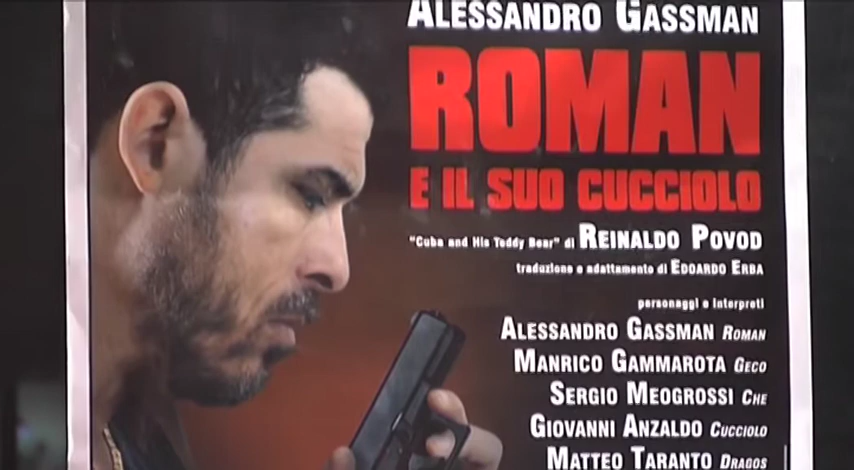 ALESSANDRO GASSMAN
ROMAN
E IL SUO CUCCIOLO
"Cuba and His Teddy Bear" di REINALDO POVOD
traduzione e adattamento di EDOARDO ERBA
personaggi e interpreti
ALESSANDRO GASSMAN ROMAN
MANRICO GAMMAROTA GECO
SERGIO MEOGROSSI CHE
GIOVANNI ANZALDO CUCCIOLO
MATTEO TARANTO DRAGOS